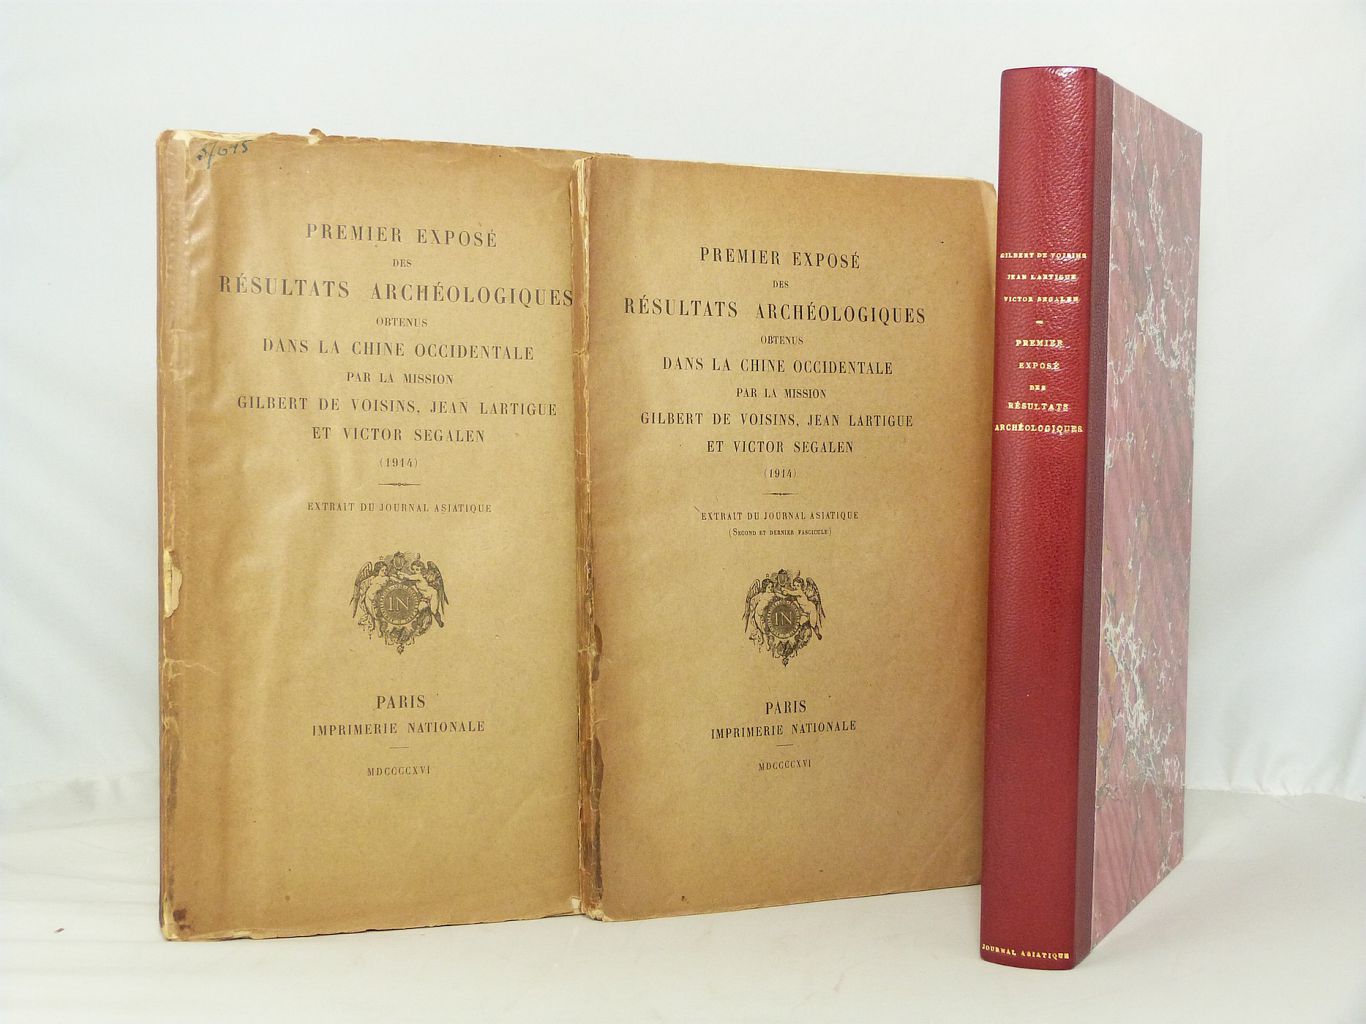 5/695
PREMIER EXPOSÉ
DES
RÉSULTATS ARCHÉOLOGIQUES
OBTENUS
DANS LA CHINE OCCIDENTALE
PAR LA MISSION
GILBERT DE VOISINS, JEAN LARTIGUE
ET VICTOR SEGALEN
(1914)
EXTRAIT DU JOURNAL ASIATIQUE
IN
PARIS
IMPRIMERIE NATIONALE
MDCCCCXVI
PREMIER EXPOSÉ
DES
RÉSULTATS ARCHÉOLOGIQUES
OBTENUS
DANS LA CHINE OCCIDENTALE
PAR LA MISSION
GILBERT DE VOISINS, JEAN LARTIGUE
ET VICTOR SEGALEN
(1914)
EXTRAIT DU JOURNAL ASIATIQUE
(SECOND ET DERNIER FASCICULE)
IN
PARIS
IMPRIMERIE NATIONALE
MDCCCCXVI
GILBERT DE VOISINS
JEAN LARTIGUE
VICTOR SEGALEN
PREMIER
EXPOSÉ
DES
RÉSULTATS
ARCHÉOLOGIQUES
JOURNAL ASIATIQUE